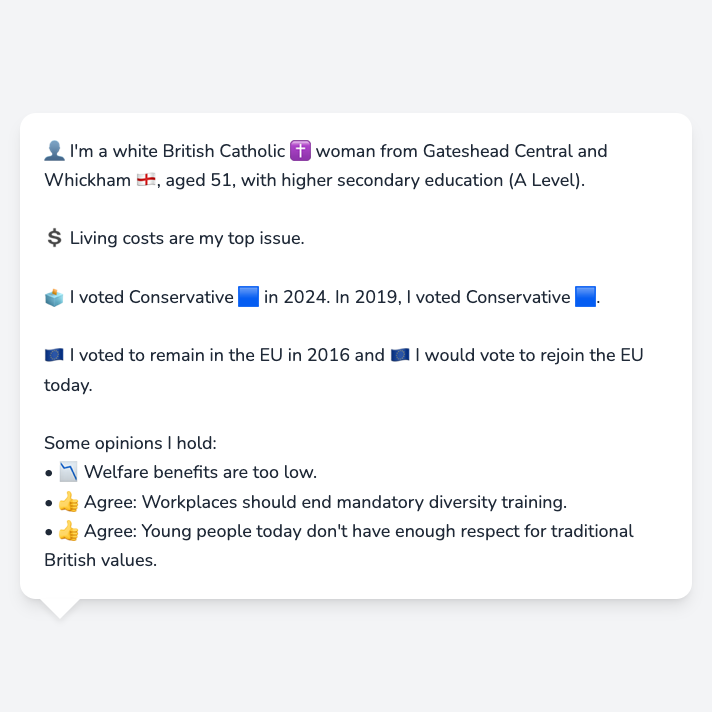 👤 I'm a white British Catholic ✝️ woman from Gateshead Central and
Whickham 🏴󠁧󠁢󠁥󠁮󠁧󠁿, aged 51, with higher secondary education (A Level).
💲 Living costs are my top issue.
🗳️ I voted Conservative 🟦 in 2024. In 2019, I voted Conservative 🟦.
🇪🇺 I voted to remain in the EU in 2016 and 🇪🇺 I would vote to rejoin the EU
today.
Some opinions I hold:
• 📉 Welfare benefits are too low.
• 👍 Agree: Workplaces should end mandatory diversity training.
• 👍 Agree: Young people today don't have enough respect for traditional
British values.